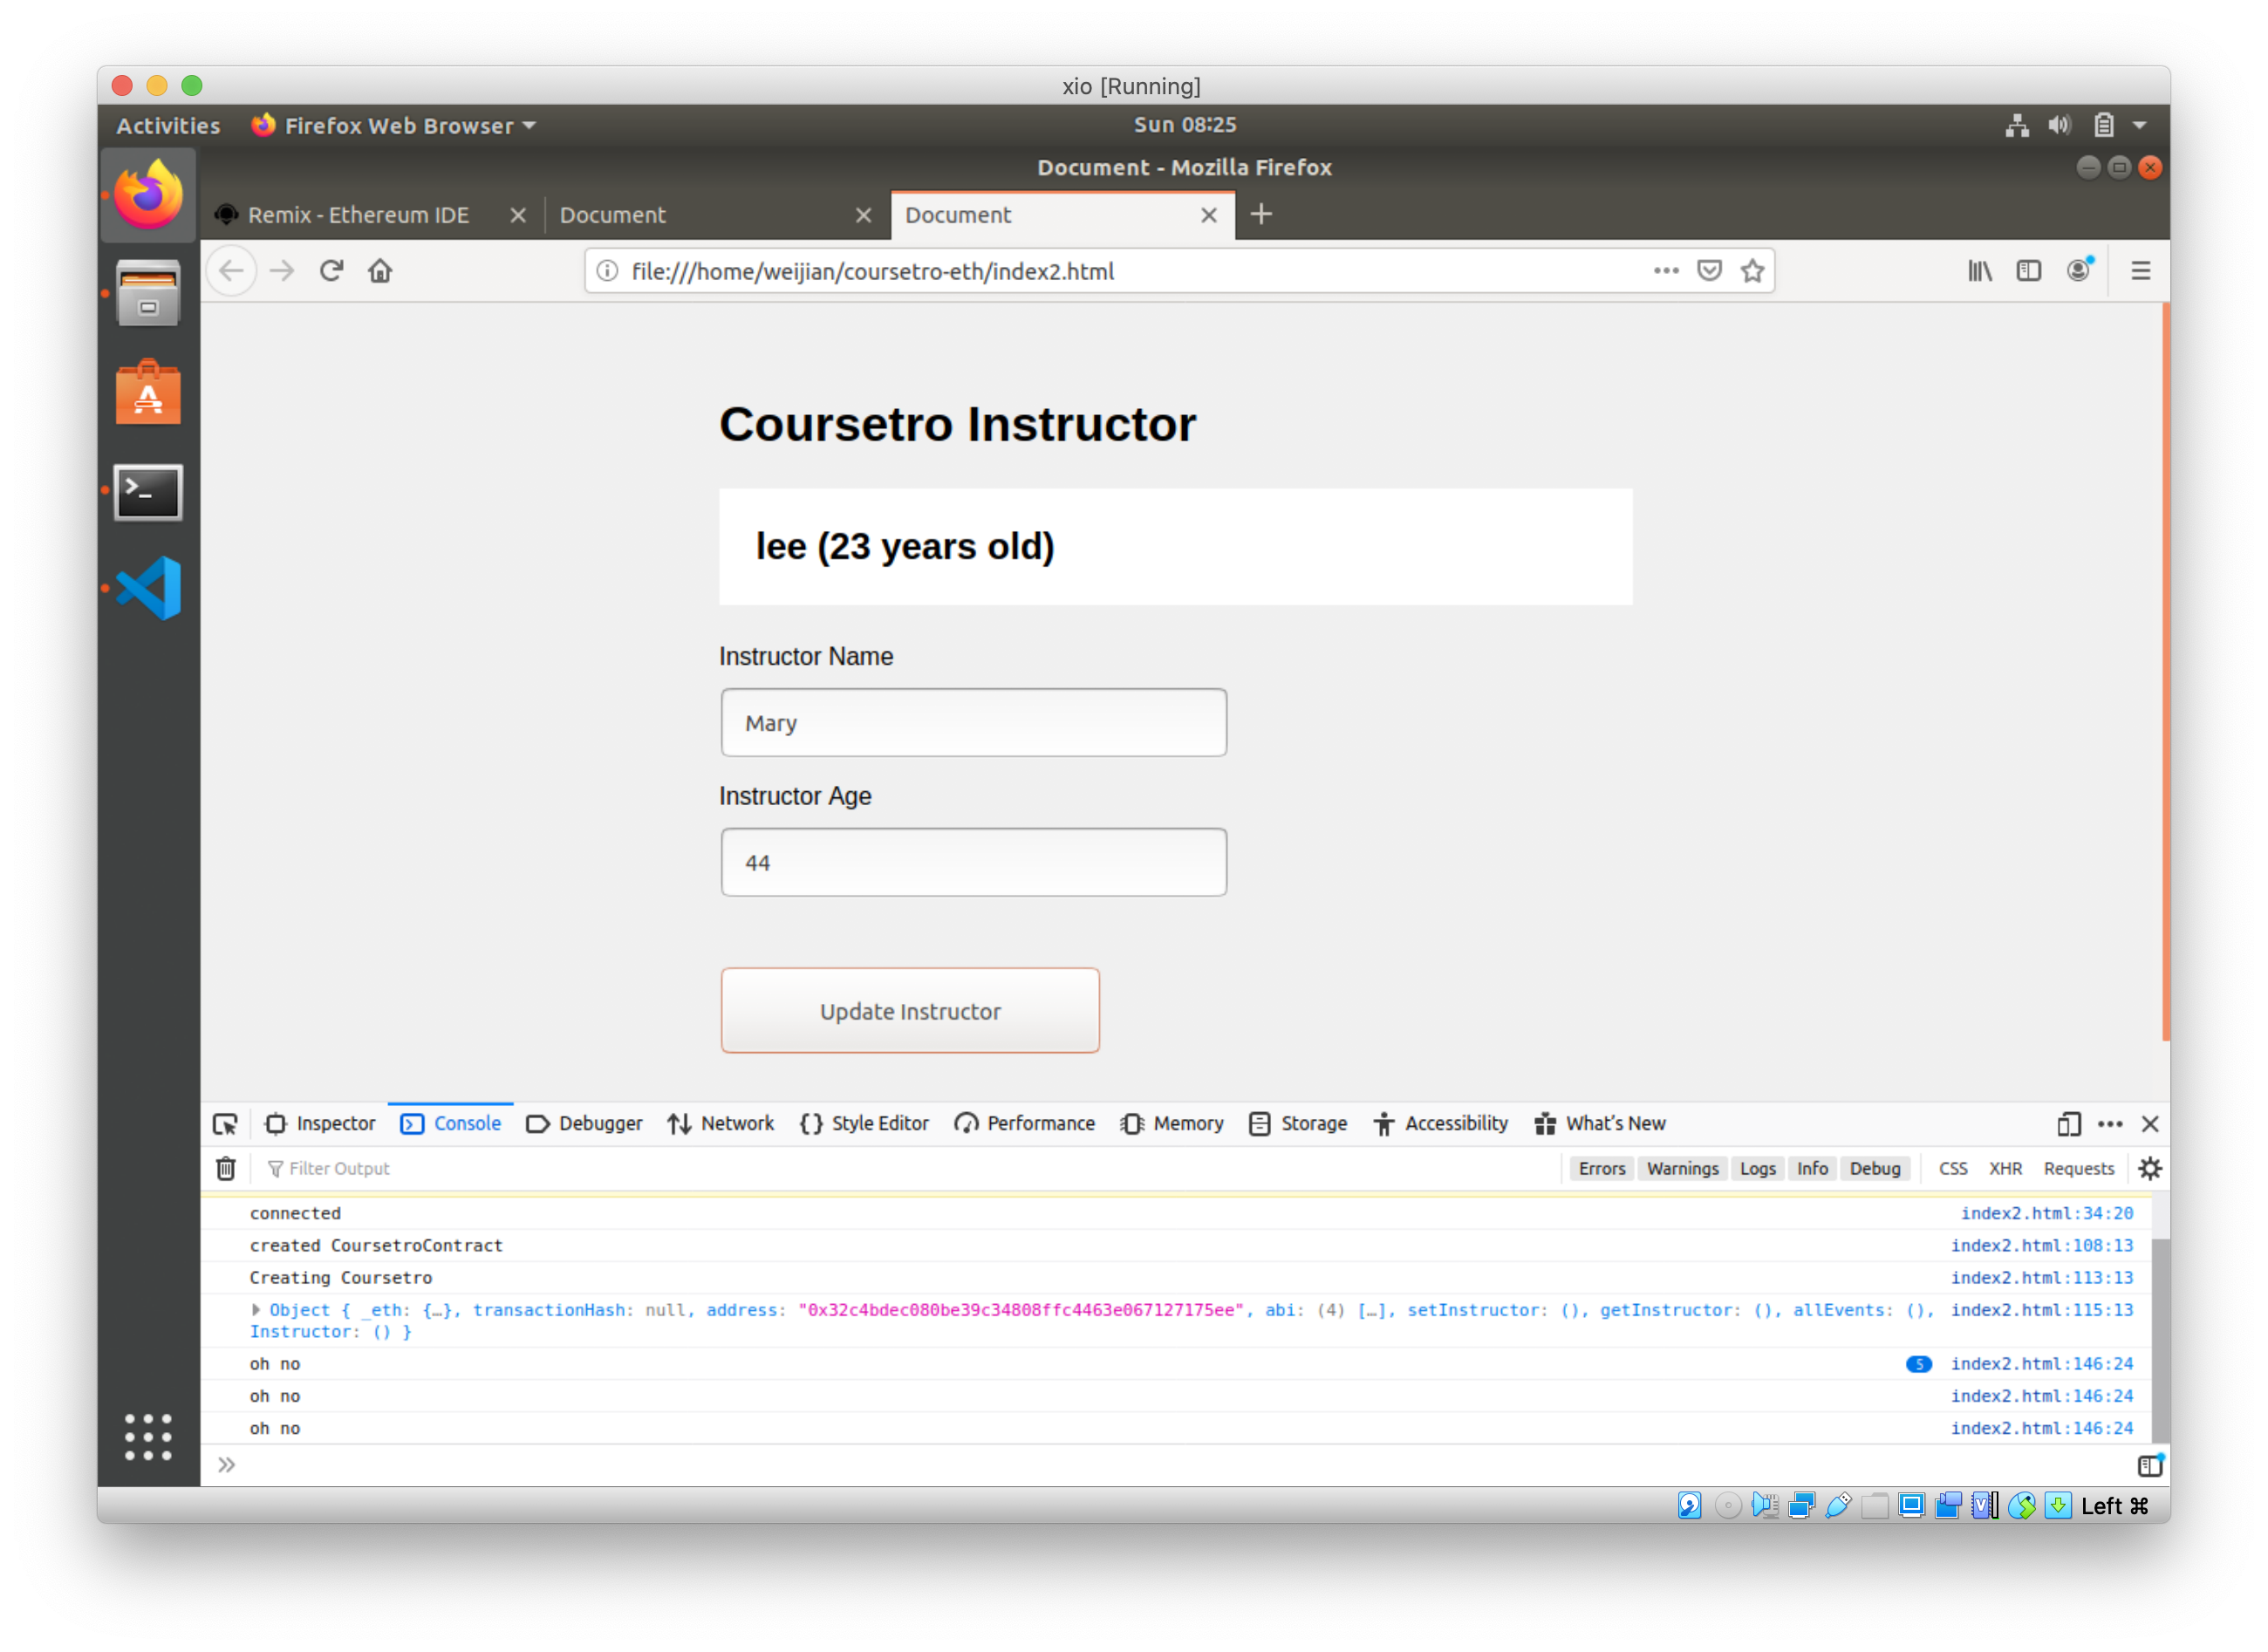 xio [Running]
Activities Firefox Web Browser Sun 08:25
Document - Mozilla Firefox
Remix - Ethereum IDE Document Document
file:///home/weijian/coursetro-eth/index2.html
Coursetro Instructor
lee (23 years old)
Instructor Name
Mary
Instructor Age
44
Update Instructor
Inspector Console Debugger Network Style Editor Performance Memory Storage Accessibility What's New
Filter Output Errors Warnings Logs Info Debug CSS XHR Requests
connected index2.html:34:20
created CoursetroContract index2.html:108:13
Creating Coursetro index2.html:113:13
Object { _eth: {…}, transactionHash: null, address: "0x32c4bdec080be39c34808ffc4463e067127175ee", abi: (4) […], setInstructor: (), getInstructor: (), allEvents: (), index2.html:115:13
Instructor: () }
oh no 5 index2.html:146:24
oh no index2.html:146:24
oh no index2.html:146:24
Left ⌘